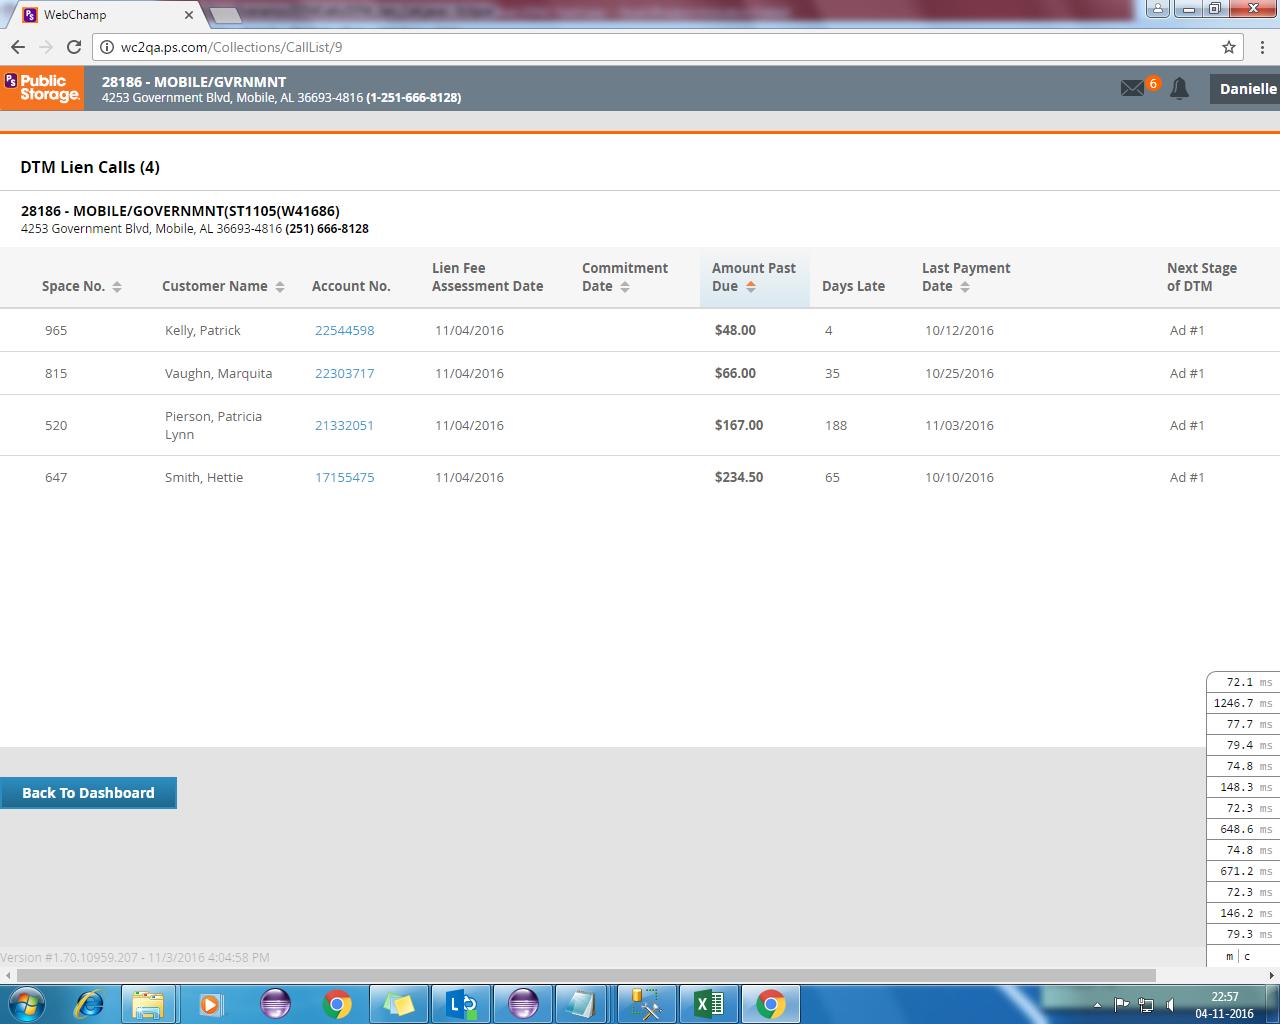 WebChamp
wc2qa.ps.com/Collections/CallList/9
PS Public Storage.
28186 - MOBILE/GVRNMNT
4253 Government Blvd, Mobile, AL 36693-4816 (1-251-666-8128)
6
Danielle
DTM Lien Calls (4)
28186 - MOBILE/GOVERNMNT(ST1105(W41686)
4253 Government Blvd, Mobile, AL 36693-4816 (251) 666-8128
Space No. Customer Name Account No. Lien Fee Assessment Date Commitment Date Amount Past Due Days Late Last Payment Date Next Stage of DTM
965 Kelly, Patrick 22544598 11/04/2016 $48.00 4 10/12/2016 Ad #1
815 Vaughn, Marquita 22303717 11/04/2016 $66.00 35 10/25/2016 Ad #1
520 Pierson, Patricia Lynn 21332051 11/04/2016 $167.00 188 11/03/2016 Ad #1
647 Smith, Hettie 17155475 11/04/2016 $234.50 65 10/10/2016 Ad #1
72.1 ms
1246.7 ms
77.7 ms
79.4 ms
74.8 ms
148.3 ms
72.3 ms
648.6 ms
74.8 ms
671.2 ms
72.3 ms
146.2 ms
79.3 ms
m | c
Back To Dashboard
Version #1.70.10959.207 - 11/3/2016 4:04:58 PM
22:57
04-11-2016